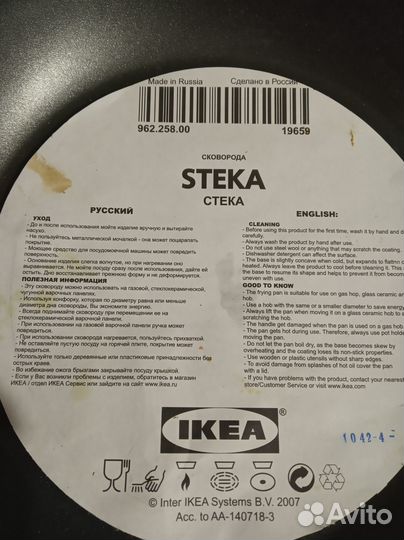 Made in Russia
Сделано в России
962.258.00
19659
СКОВОРОДА
STEKA
СТЕКА
РУССКИЙ
УХОД
- До и после использования мойте изделие вручную и вытирайте
насухо.
- Не пользуйтесь металлической мочалкой - она может поцарапать
покрытие.
- Моющее средство для посудомоечной машины может повредить
поверхность.
- Основание изделия слегка вогнуто, но при нагревании оно
выравнивается. Не мойте посуду сразу после использования, дайте ей
остыть. Дно восстанавливает прежнюю форму и не деформируется.
ПОЛЕЗНАЯ ИНФОРМАЦИЯ
- Эту сковороду можно использовать на газовой, стеклокерамической,
чугунной варочных панелях.
- Используя конфорку, которая по диаметру равна или меньше
диаметра дна сковороды, Вы экономите энергию.
- Всегда поднимайте сковороду при перемещении ее на
стеклокерамической варочной панели.
- При использовании на газовой варочной панели ручка может
нагреваться.
- При использовании сковорода нагревается, пользуйтесь прихваткой.
- Не оставляйте пустую посуду на горячей плите, покрытие может
повредиться.
- Используйте только деревянные или пластиковые принадлежности без
острых краев.
- Во избежание ожога брызгами закрывайте посуду крышкой.
- Если у Вас возникли проблемы с изделием, обратитесь в магазин
ИКЕА / отдел ИКЕА Сервис или зайдите на сайт www.ikea.ru
ENGLISH:
CLEANING
- Before using this product for the first time, wash it by hand and
carefully.
- Always wash the product by hand after use.
- Do not use steel wool or anything that may scratch the coating.
- Dishwasher detergent can affect the surface.
- The base is slightly concave when cold, but expands to flatten
heated. Always leave the product to cool before cleaning it. This
the base to resume its shape and helps to prevent it from becoming
uneven with use.
GOOD TO KNOW
- The frying pan is suitable for use on gas hob, glass ceramic
hob.
- Use a hob with the same or a smaller diameter to save energy.
- Always lift the pan when moving it on a glass ceramic hob to
scratching the hob.
- The handle get damaged when the pan is used on a gas hob
- The pan gets hot during use. Therefore, always use pot holders
moving the pan.
- Do not let the pan boil dry, as the base becomes skew by
overheating and the coating loses its non-stick properties.
- Use wooden or plastic utensils without sharp edges.
- To avoid damage from splashes of hot oil cover the pan
with a lid.
- If you have problems with the product, contact your nearest
store/Customer Service or visit www.ikea.com
IKEA
®
1042-4
© Inter IKEA Systems B.V. 2007
Acc. to AA-140718-3
Avito